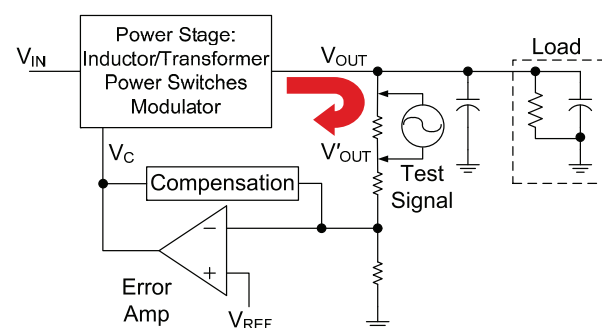 Power Stage:
Inductor/Transformer
Power Switches
Modulator
VIN
VOUT
Load
V'OUT
Test
Signal
VC
Compensation
−
+
Error
Amp
VREF